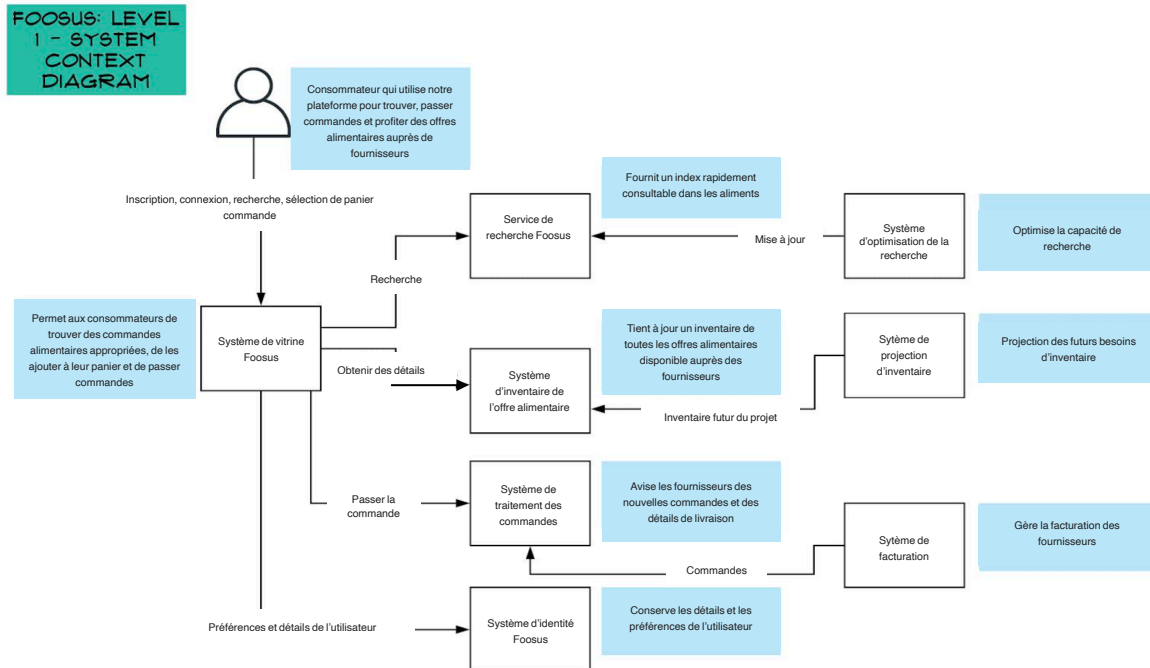 FOOSUS: LEVEL
1 - SYSTEM
CONTEXT
DIAGRAM
Consommateur qui utilise notre
plateforme pour trouver, passer
commandes et profiter des offres
alimentaires auprès de
fournisseurs
Inscription, connexion, recherche, sélection de panier
commande
Fournit un index rapidement
consultable dans les aliments
Service de
recherche Foosus
Mise à jour
Système
d'optimisation de la
recherche
Optimise la capacité de
recherche
Recherche
Permet aux consommateurs de
trouver des commandes
alimentaires appropriées, de les
ajouter à leur panier et de passer
commandes
Système de vitrine
Foosus
Obtenir des détails
Système
d'inventaire de
l'offre alimentaire
Tient à jour un inventaire de
toutes les offres alimentaires
disponible auprès des
fournisseurs
Inventaire futur du projet
Sytème de
projection
d'inventaire
Projection des futurs besoins
d'inventaire
Passer la
commande
Système de
traitement des
commandes
Avise les fournisseurs des
nouvelles commandes et des
détails de livraison
Commandes
Sytème de
facturation
Gère la facturation des
fournisseurs
Préférences et détails de l'utilisateur
Système d'identité
Foosus
Conserve les détails et les
préférences de l'utilisateur